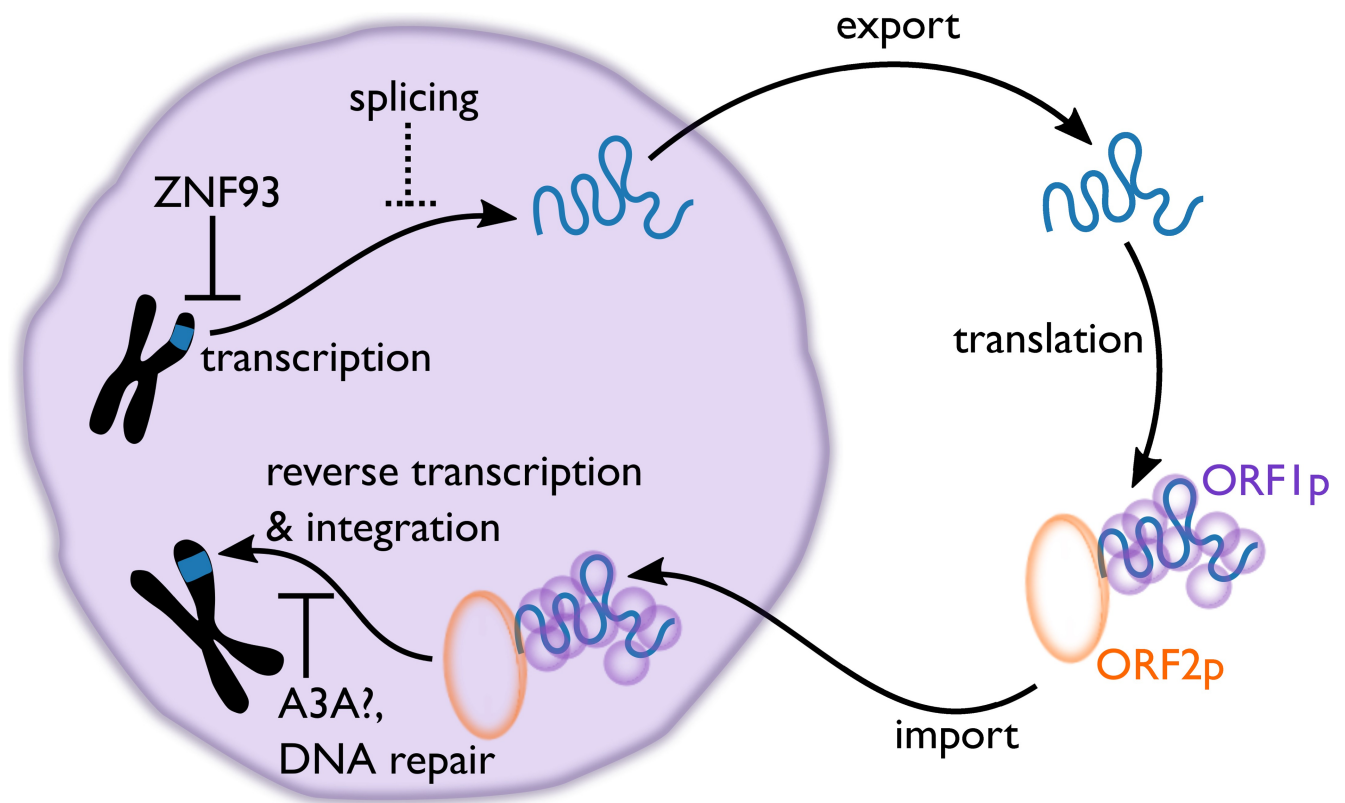 export
splicing
ZNF93
transcription
translation
reverse transcription
& integration
ORF1p
ORF2p
A3A?,
DNA repair
import